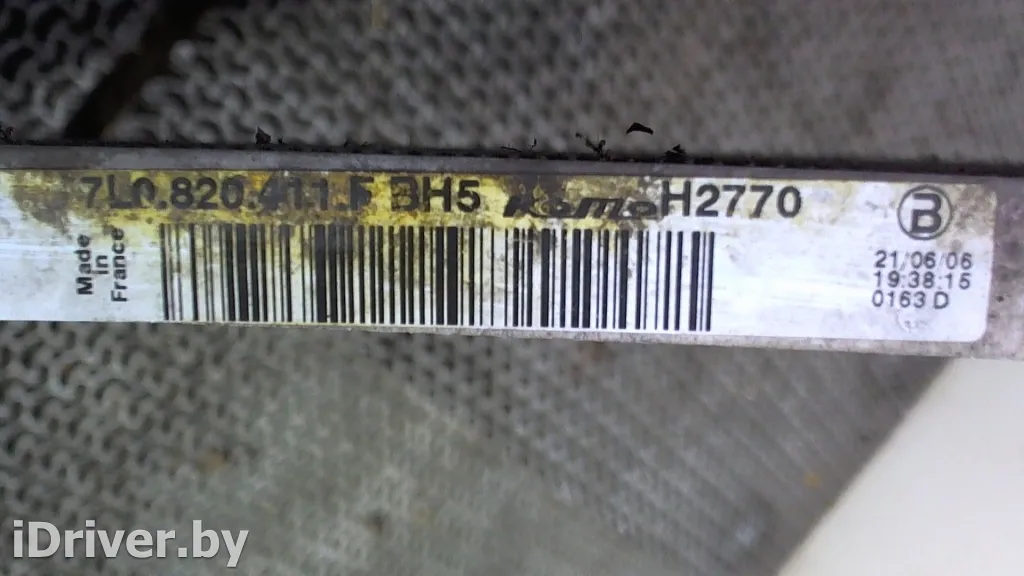 7L0.820.411.F BH5 H2770
B
Made
in
France
21/06/06
19:38:15
0163 D
iDriver.by